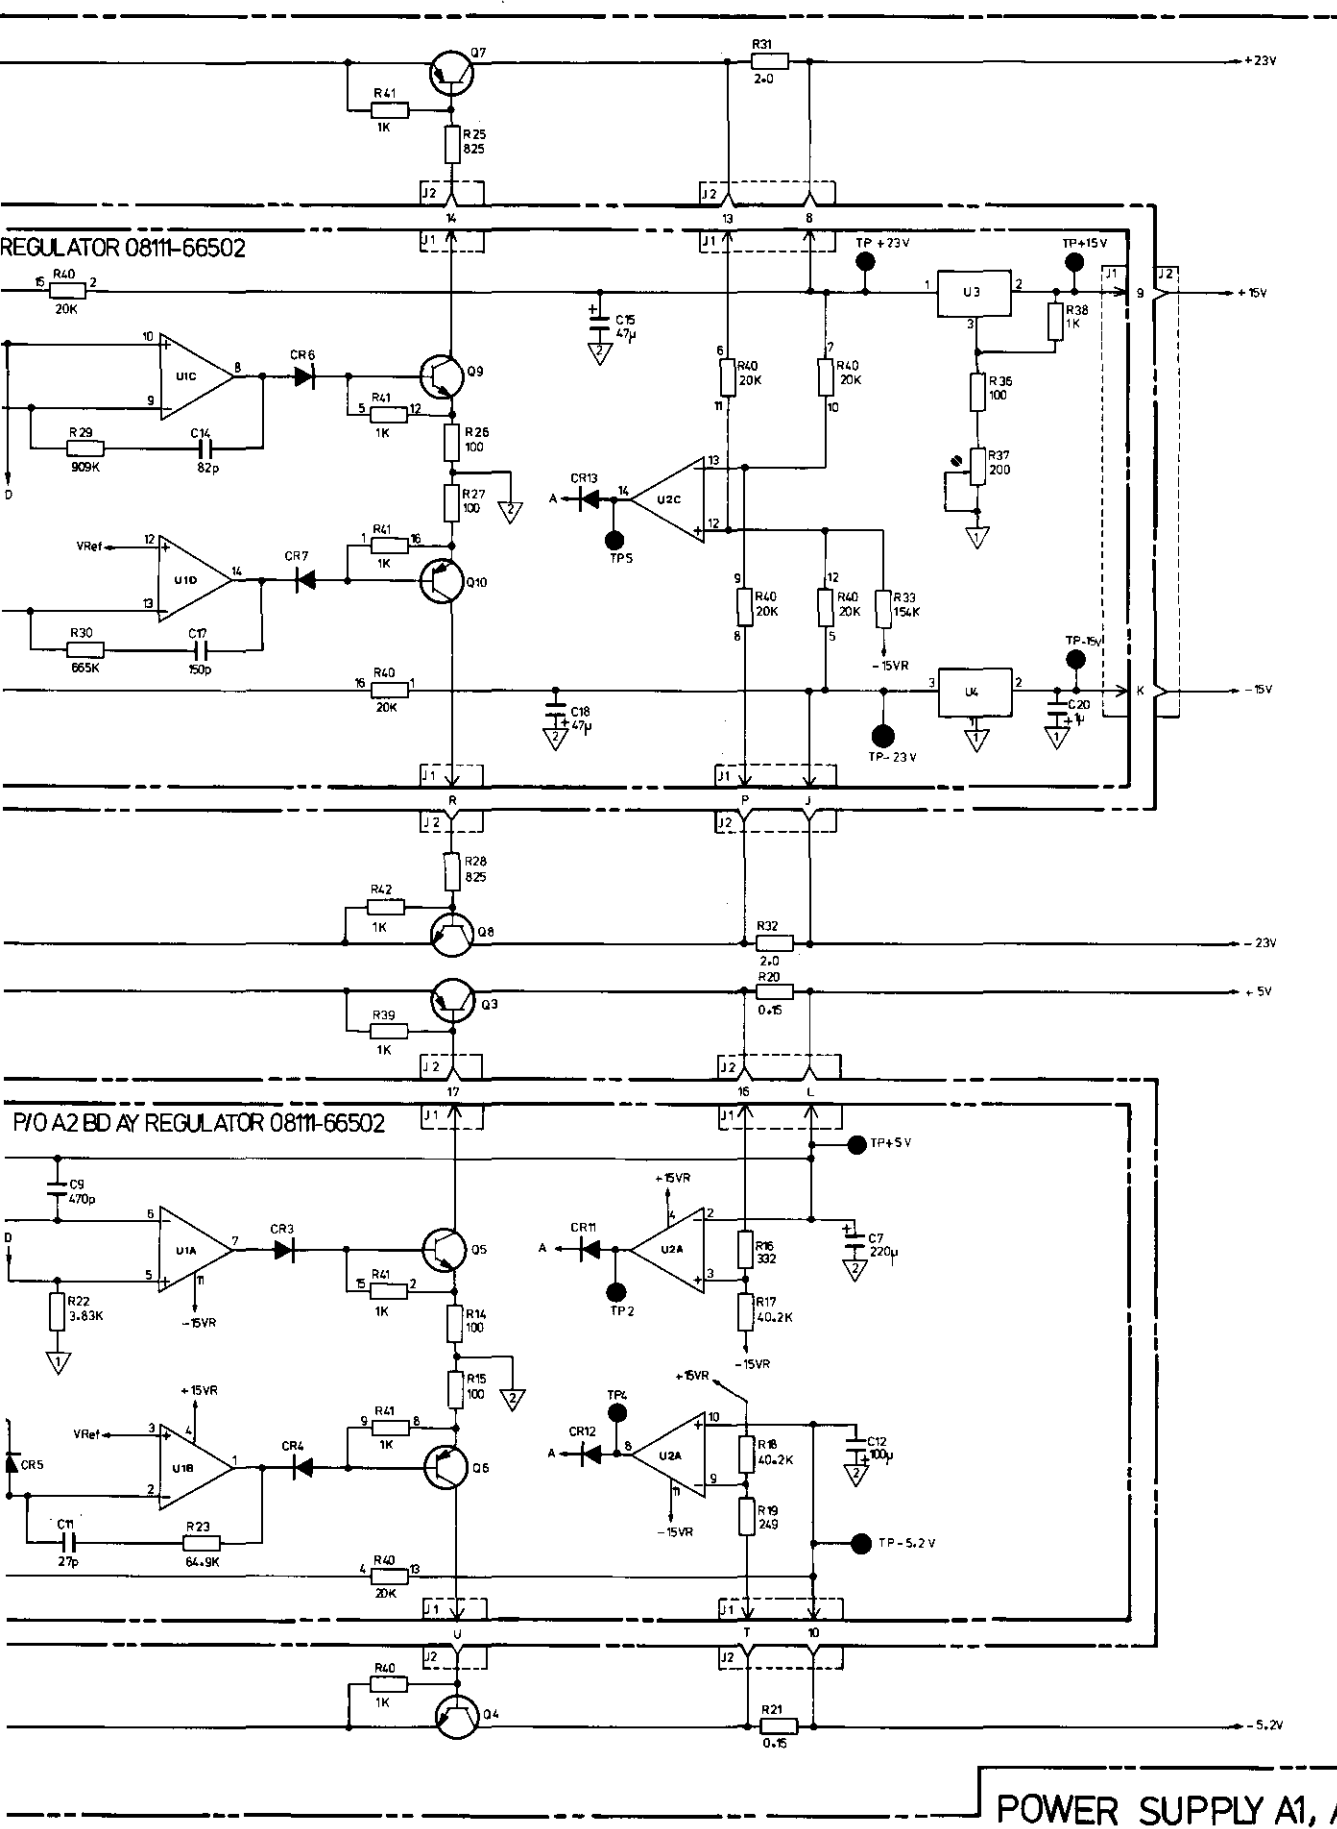 R31
Q7
+23V
2.0
R41
1K
R25
825
J2
J2
14
13
8
REGULATOR 08111-66502
J1
J1
TP +23V
TP+15V
15 R40 2
20K
1 U3 2
J1
J2
9
+15V
3
R38
1K
+
C15
47µ
2
10
+
CR6
8
U1C
Q9
6
R40
20K
7
R40
20K
R36
100
9
−
5 R41 12
1K
11
10
R29
909K
C14
82p
R26
100
R37
200
D
13
−
CR13
14
A
U2C
R27
100
2
12
+
TP5
1
VRef
12
+
CR7
14
U1D
1 R41 16
1K
Q10
9
R40
20K
8
12
R40
20K
5
R33
154K
13
−
R30
665K
C17
150p
-15VR
TP-15V
16 R40 1
20K
3 U4 2
K
-15V
1
C18
+ 47µ
2
C20
+ 1µ
1
1
TP-23V
J1
J1
R
P
J
J2
J2
R28
825
R42
1K
Q8
R32
2.0
-23V
R20
0.15
+5V
Q3
R39
1K
J2
J2
17
16
L
P/O A2 BD AY REGULATOR 08111-66502
J1
J1
TP+5V
C9
470p
+15VR
4
6
−
CR3
7
U1A
Q5
CR11
A
U2A
2
−
R16
332
+
C7
220µ
2
D
5
+
11
15 R41 2
1K
3
+
TP2
R22
3.83K
-15VR
R14
100
R17
40.2K
1
-15VR
R15
100
2
+15VR
+15VR
4
TP4
VRef
3
+
9 R41 8
1K
10
+
CR12
8
A
U2A
R18
40.2K
C12
+ 100µ
2
CR5
CR4
1
U1B
Q6
9
−
11
2
−
R19
249
-15VR
C11
27p
R23
64.9K
TP-5.2V
4 R40 13
20K
J1
J1
U
T
10
J2
J2
R40
1K
Q4
R21
0.15
-5.2V
POWER SUPPLY A1,